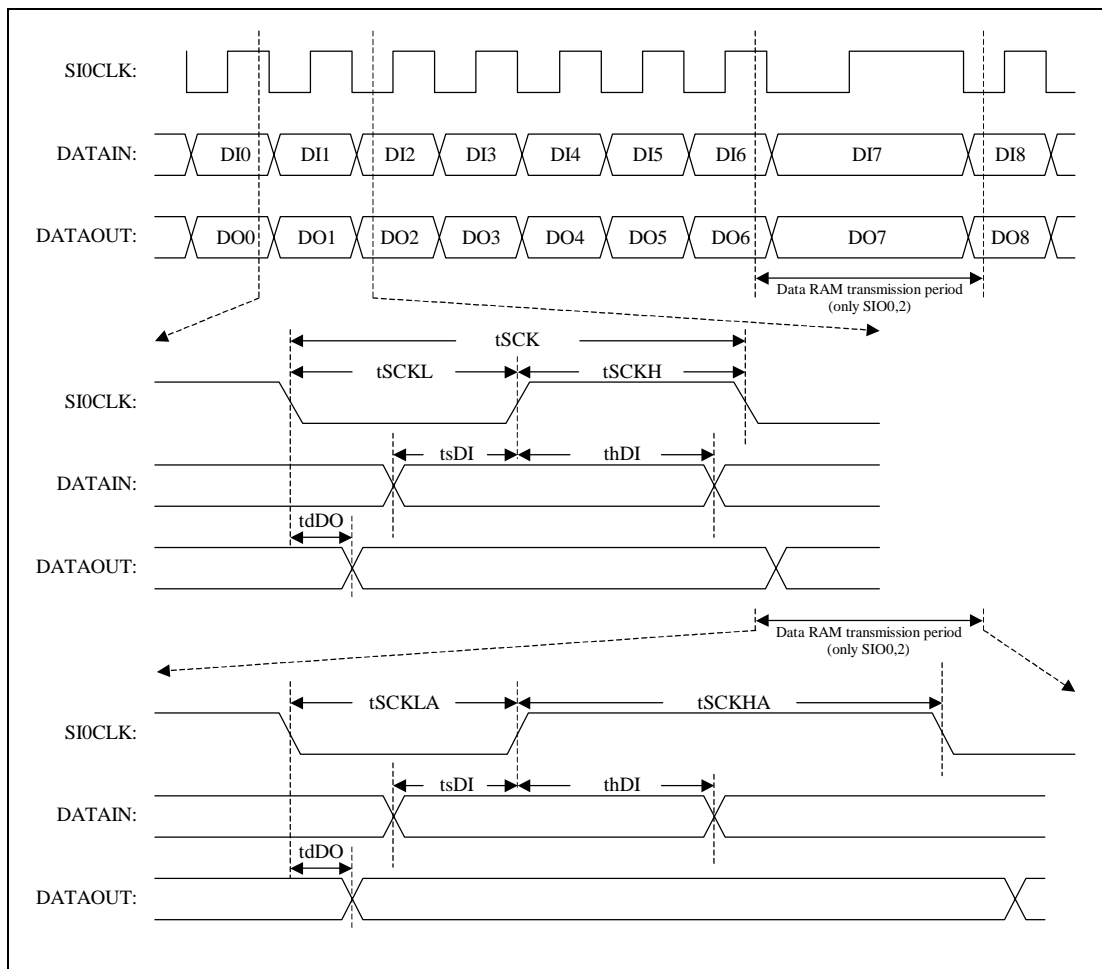 SI0CLK:
DATAIN:
DI0 DI1 DI2 DI3 DI4 DI5 DI6 DI7 DI8
DATAOUT:
DO0 DO1 DO2 DO3 DO4 DO5 DO6 DO7 DO8
Data RAM transmission period
(only SIO0,2)
tSCK
tSCKL tSCKH
SI0CLK:
tsDI thDI
DATAIN:
tdDO
DATAOUT:
Data RAM transmission period
(only SIO0,2)
tSCKLA tSCKHA
SI0CLK:
tsDI thDI
DATAIN:
tdDO
DATAOUT: